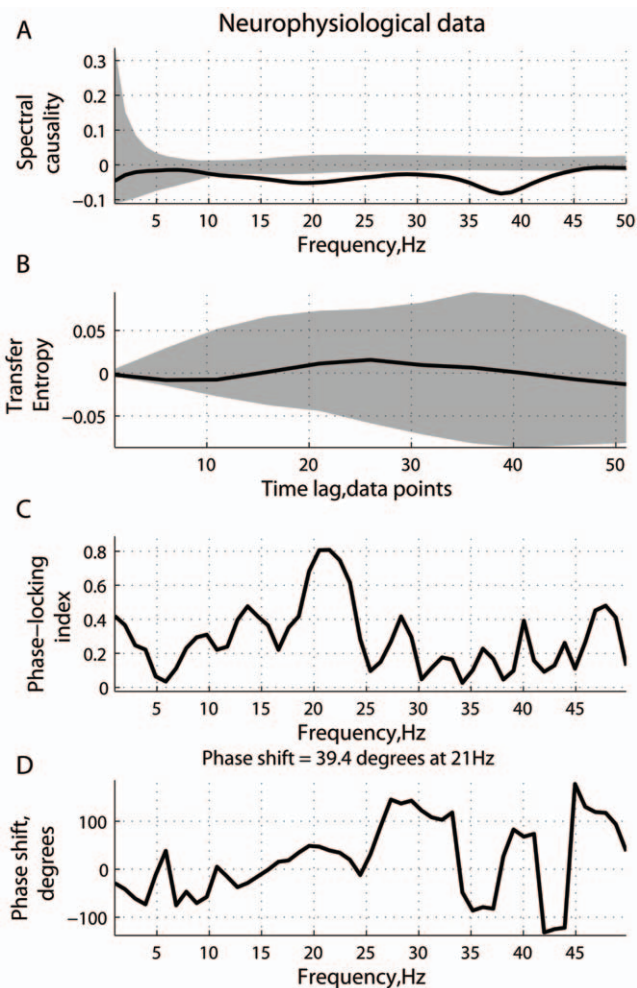 Neurophysiological data
A
Spectral
causality
0.3
0.2
0.1
0
−0.1
5 10 15 20 25 30 35 40 45 50
Frequency,Hz
B
Transfer
Entropy
0.05
0
−0.05
10 20 30 40 50
Time lag,data points
C
Phase−locking
index
0.8
0.6
0.4
0.2
0
5 10 15 20 25 30 35 40 45
Frequency,Hz
Phase shift = 39.4 degrees at 21Hz
D
Phase shift,
degrees
100
0
−100
5 10 15 20 25 30 35 40 45
Frequency,Hz